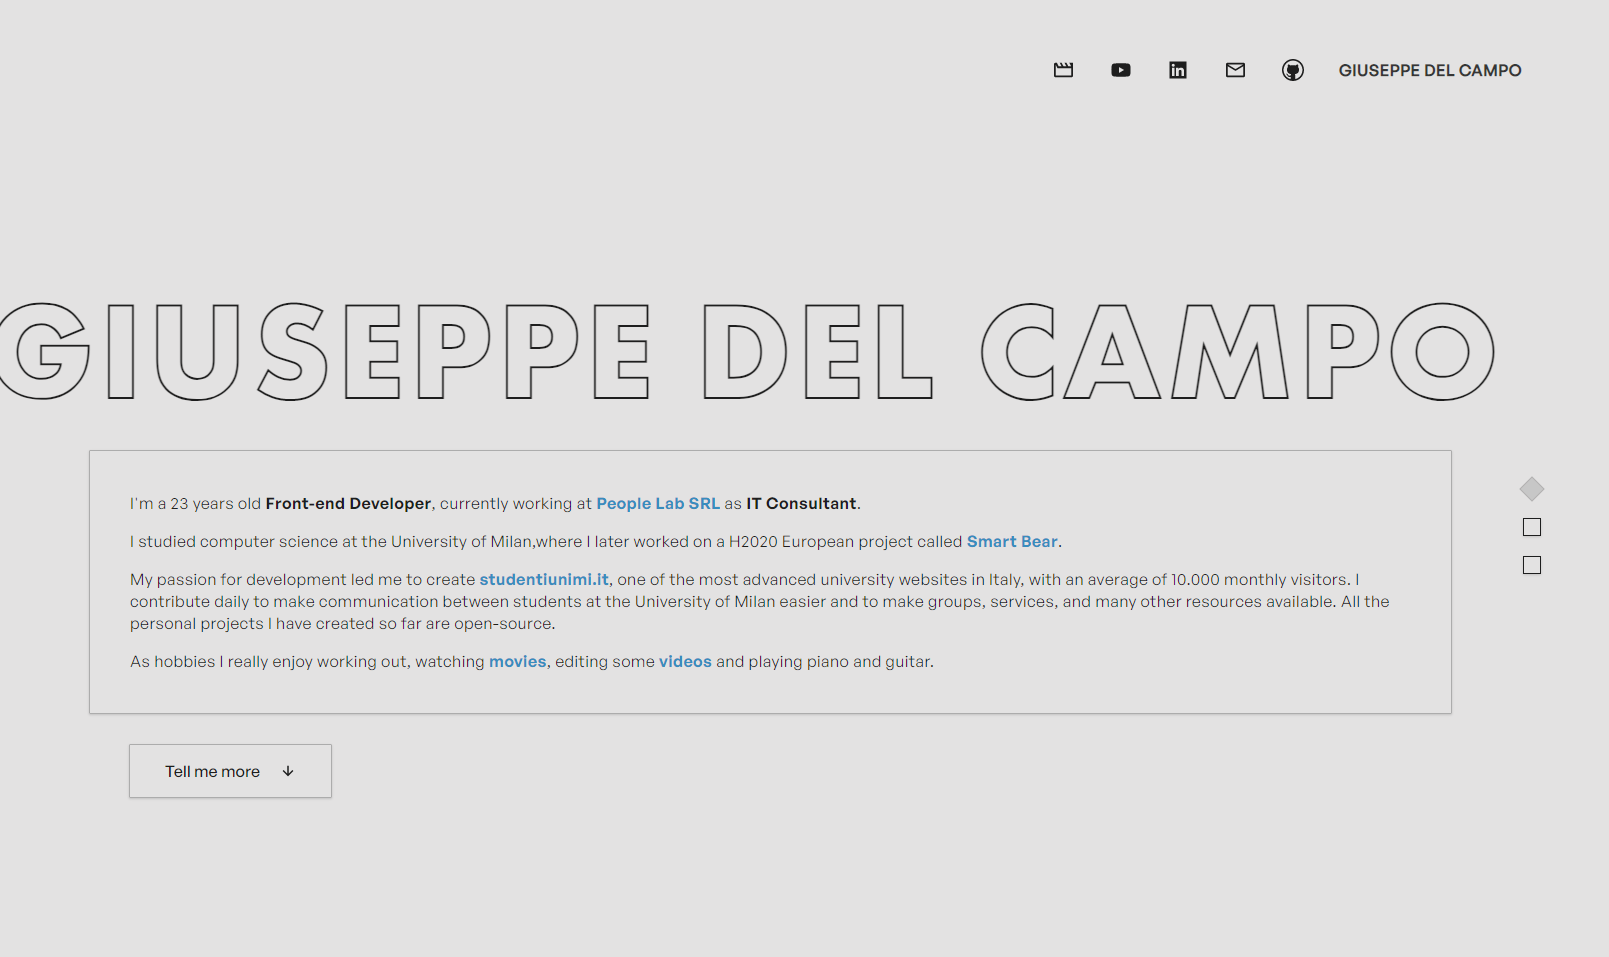 GIUSEPPE DEL CAMPO
GIUSEPPE DEL CAMPO
I'm a 23 years old Front-end Developer, currently working at People Lab SRL as IT Consultant.
I studied computer science at the University of Milan,where I later worked on a H2020 European project called Smart Bear.
My passion for development led me to create studentiunimi.it, one of the most advanced university websites in Italy, with an average of 10.000 monthly visitors. I
contribute daily to make communication between students at the University of Milan easier and to make groups, services, and many other resources available. All the
personal projects I have created so far are open-source.
As hobbies I really enjoy working out, watching movies, editing some videos and playing piano and guitar.
Tell me more